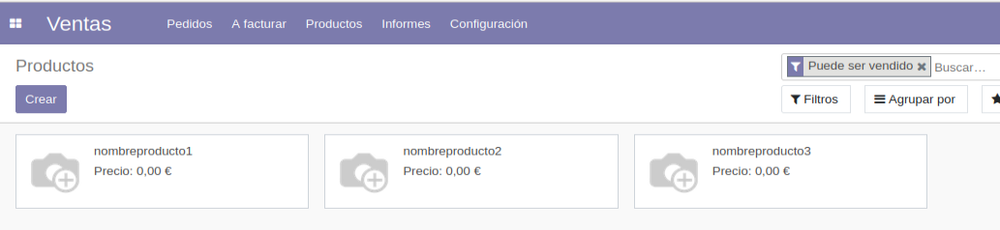 Ventas Pedidos A facturar Productos Informes Configuración
Productos
Puede ser vendido Buscar...
Crear
Filtros Agrupar por
nombreproducto1
Precio: 0,00 €
nombreproducto2
Precio: 0,00 €
nombreproducto3
Precio: 0,00 €